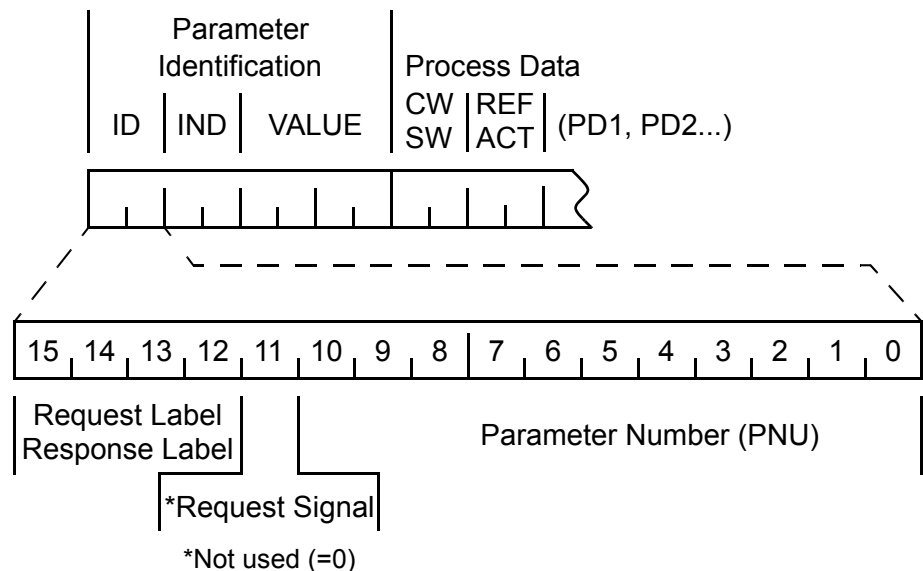 Parameter
Identification
Process Data
ID IND VALUE
CW
SW
REF
ACT
(PD1, PD2...)
15 14 13 12 11 10 9 8 7 6 5 4 3 2 1 0
Request Label
Response Label
Parameter Number (PNU)
*Request Signal
*Not used (=0)